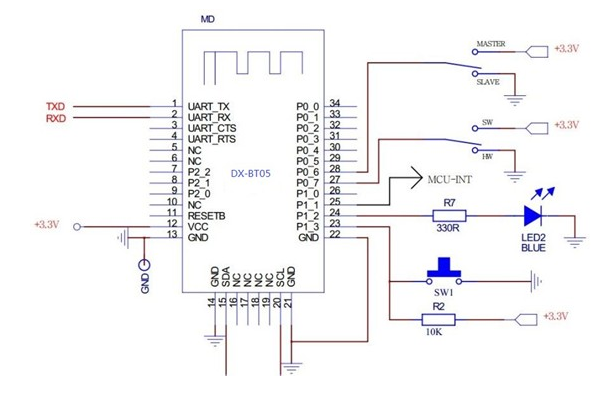 MD
MASTER
+3.3V
SLAVE
TXD
RXD
1 UART_TX
2 UART_RX
3 UART_CTS
4 UART_RTS
5 NC
6 NC
7 P2_2
8 P2_1
9 P2_0
10 NC
11 RESETB
12 VCC
13 GND
+3.3V
GND
DX-BT05
P0_0 34
P0_1 33
P0_2 32
P0_3 31
P0_4 30
P0_5 29
P0_6 28
P0_7 27
P1_0 26
P1_1 25
P1_2 24
P1_3 23
GND 22
SW
+3.3V
HW
MCU-INT
R7
330R
LED2
BLUE
SW1
R2
10K
+3.3V
GND
SDA
NC
NC
NC
NC
SCL
GND
14
15
16
17
18
19
20
21